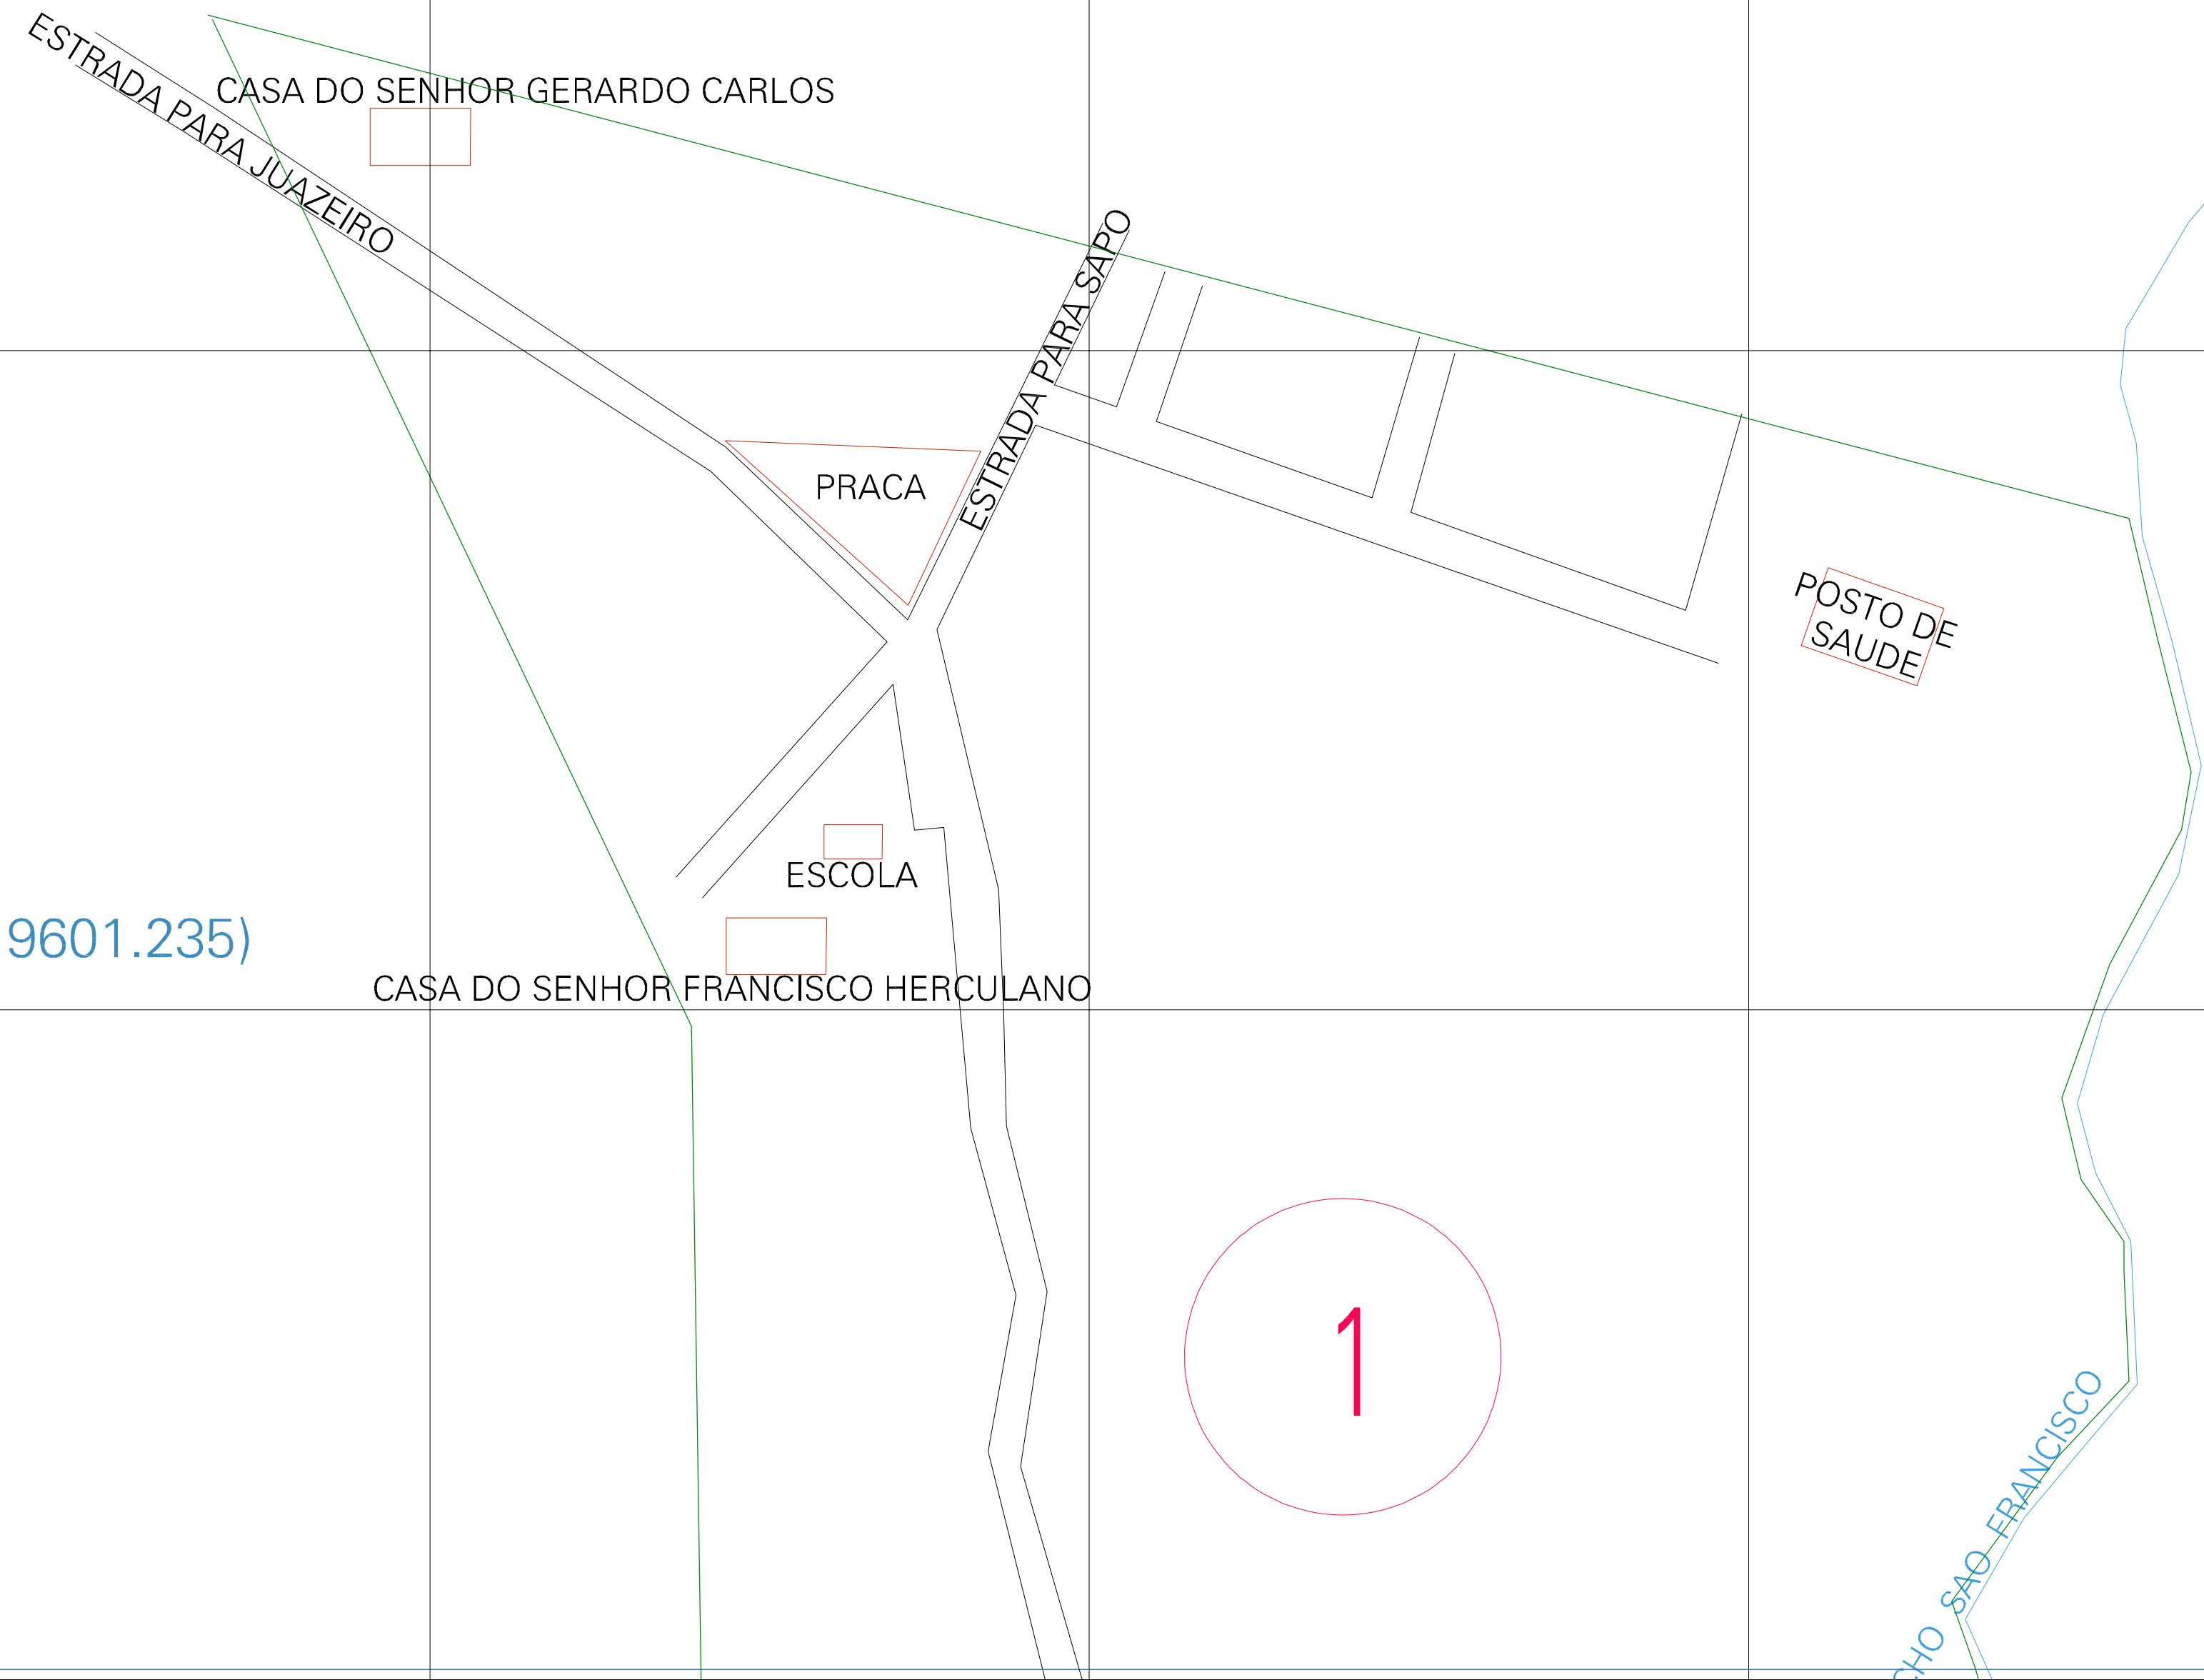 ESTRADA PARA JUAZEIRO
CASA DO SENHOR GERARDO CARLOS
ESTRADA PARA SAPO
PRACA
POSTO DE
SAUDE
ESCOLA
9601.235)
CASA DO SENHOR FRANCISCO HERCULANO
1
CHO SAO FRANCISCO